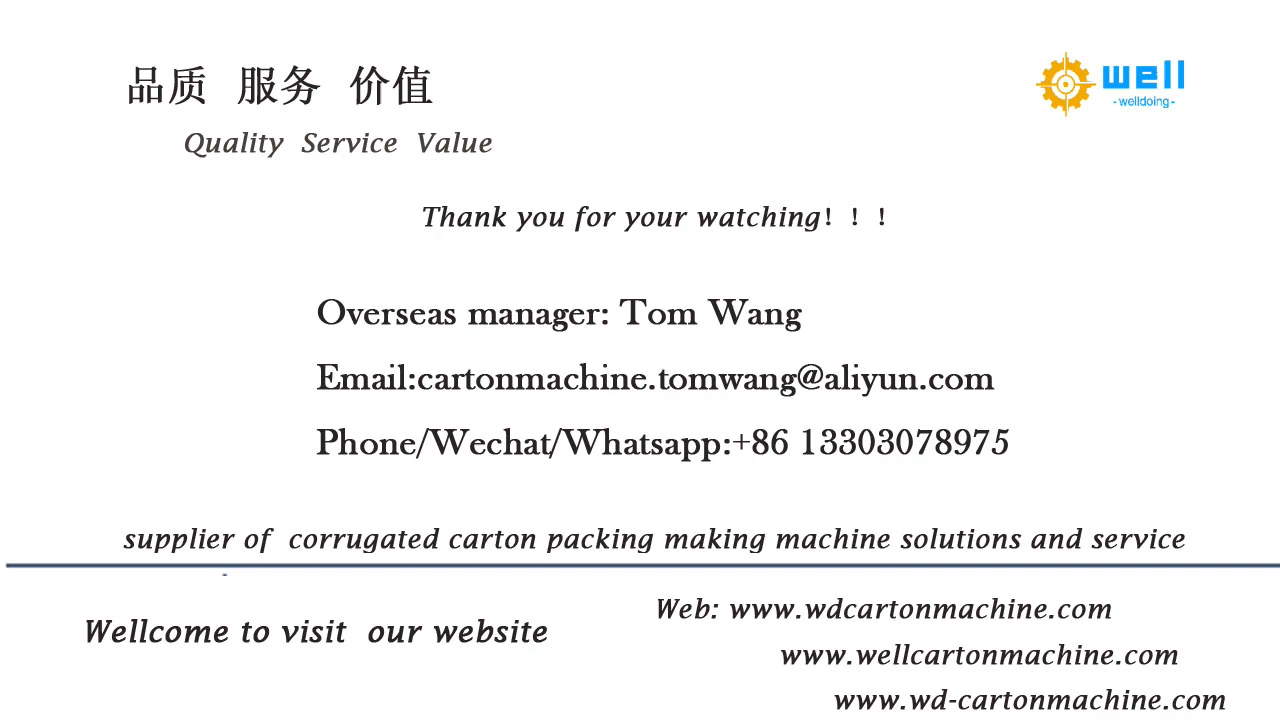 品质 服务 价值
well
-welldoing-
Quality Service Value
Thank you for your watching！！！
Overseas manager: Tom Wang
Email:cartonmachine.tomwang@aliyun.com
Phone/Wechat/Whatsapp:+86 13303078975
supplier of corrugated carton packing making machine solutions and service
Wellcome to visit our website
Web: www.wdcartonmachine.com
www.wellcartonmachine.com
www.wd-cartonmachine.com